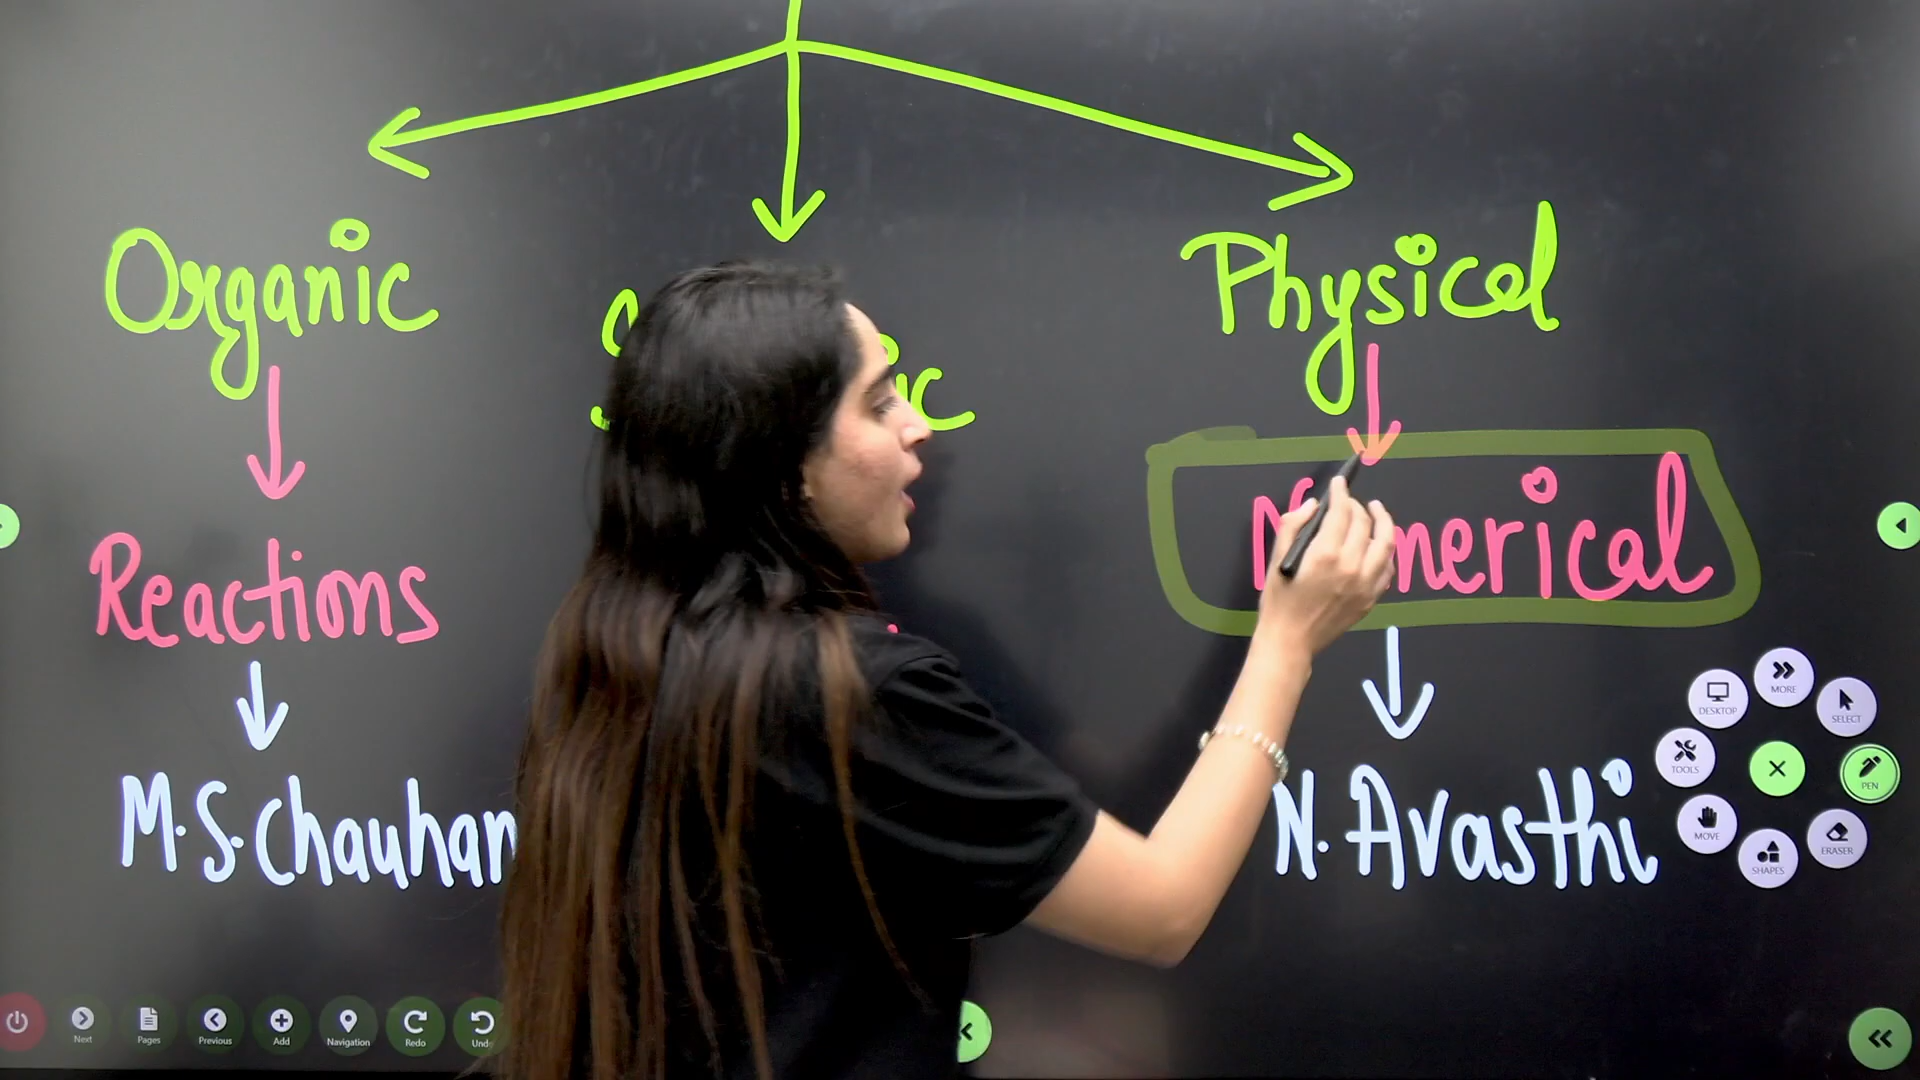 Organic
Physical
Reactions
Numerical
M.S. Chauhan
N. Avasthi
MORE
DESKTOP
SELECT
TOOLS
PEN
MOVE
ERASER
SHAPES
Next
Pages
Previous
Add
Navigation
Redo